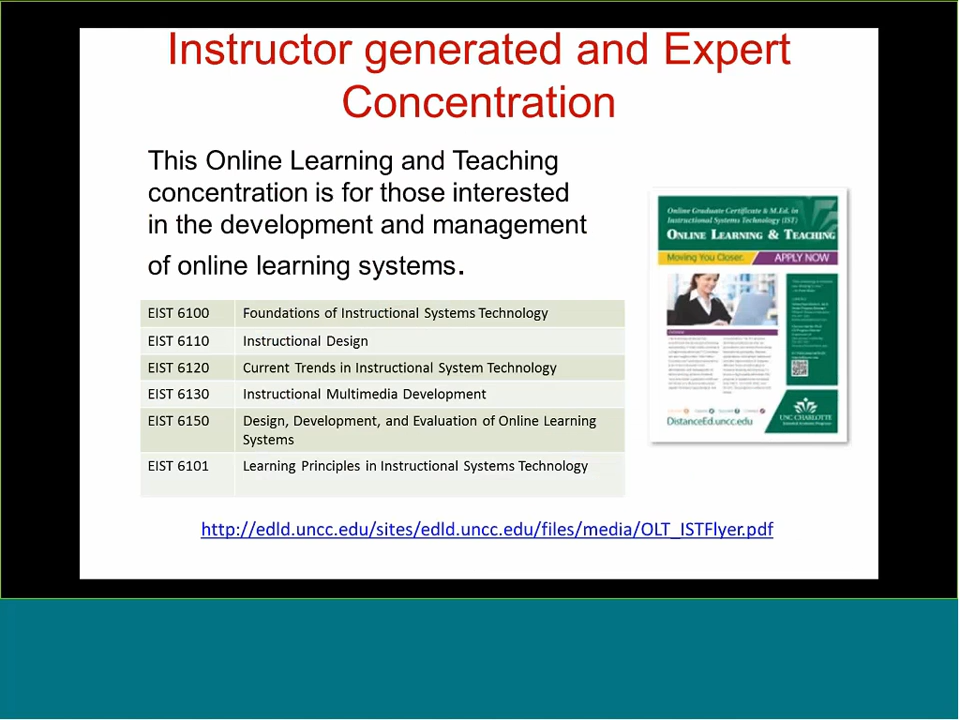 Instructor generated and Expert
Concentration
This Online Learning and Teaching
concentration is for those interested
in the development and management
of online learning systems.
EIST 6100 Foundations of Instructional Systems Technology
EIST 6110 Instructional Design
EIST 6120 Current Trends in Instructional System Technology
EIST 6130 Instructional Multimedia Development
EIST 6150 Design, Development, and Evaluation of Online Learning
Systems
EIST 6101 Learning Principles in Instructional Systems Technology
Online Graduate Certificate & M.Ed. in
Instructional Systems Technology (IST)
Online Learning & Teaching
Moving You Closer. APPLY NOW
DistanceEd.uncc.edu
UNC CHARLOTTE
http://edld.uncc.edu/sites/edld.uncc.edu/files/media/OLT_ISTFlyer.pdf